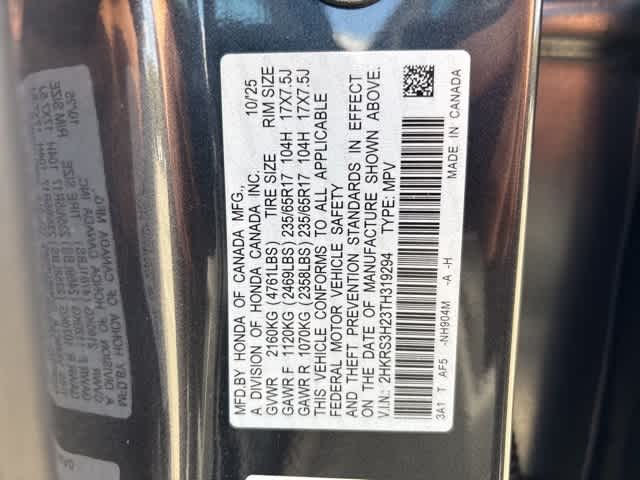 MFD.BY HONDA OF CANADA MFG.,
A DIVISION OF HONDA CANADA INC. 10/25
GVWR 2160KG (4761LBS) TIRE SIZE RIM SIZE
GAWR F 1120KG (2469LBS) 235/65R17 104H 17X7.5J
GAWR R 1070KG (2358LBS) 235/65R17 104H 17X7.5J
THIS VEHICLE CONFORMS TO ALL APPLICABLE
FEDERAL MOTOR VEHICLE SAFETY
AND THEFT PREVENTION STANDARDS IN EFFECT
ON THE DATE OF MANUFACTURE SHOWN ABOVE.
V.I.N.: 2HKRS3H23TH319294 TYPE: MPV
3A1 T AF5 -NH904M -A -H MADE IN CANADA